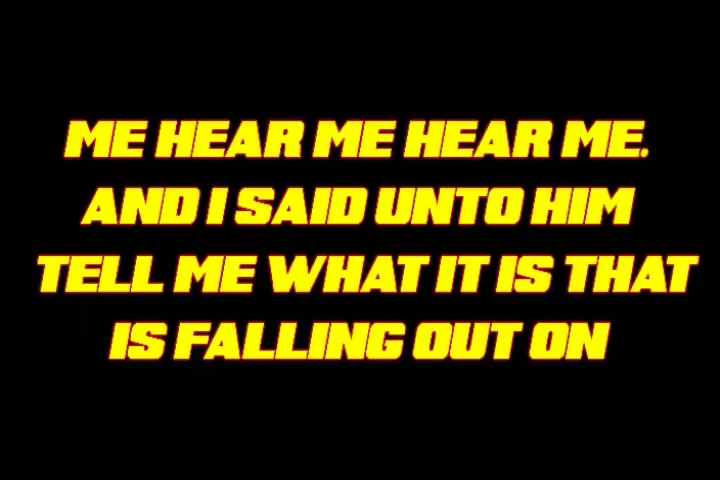 ME HEAR ME HEAR ME.
AND I SAID UNTO HIM
TELL ME WHAT IT IS THAT
IS FALLING OUT ON